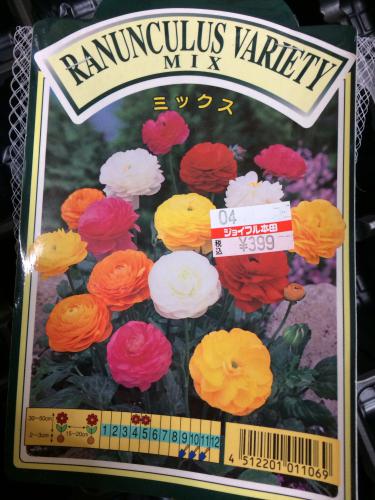 RANUNCULUS VARIETY
MIX
ミックス
04
ジョイフル本田
税込 ¥399
30〜50cm
2〜3cm
15〜20cm
1 2 3 4 5 6 7 8 9 10 11 12
4 512201 011069